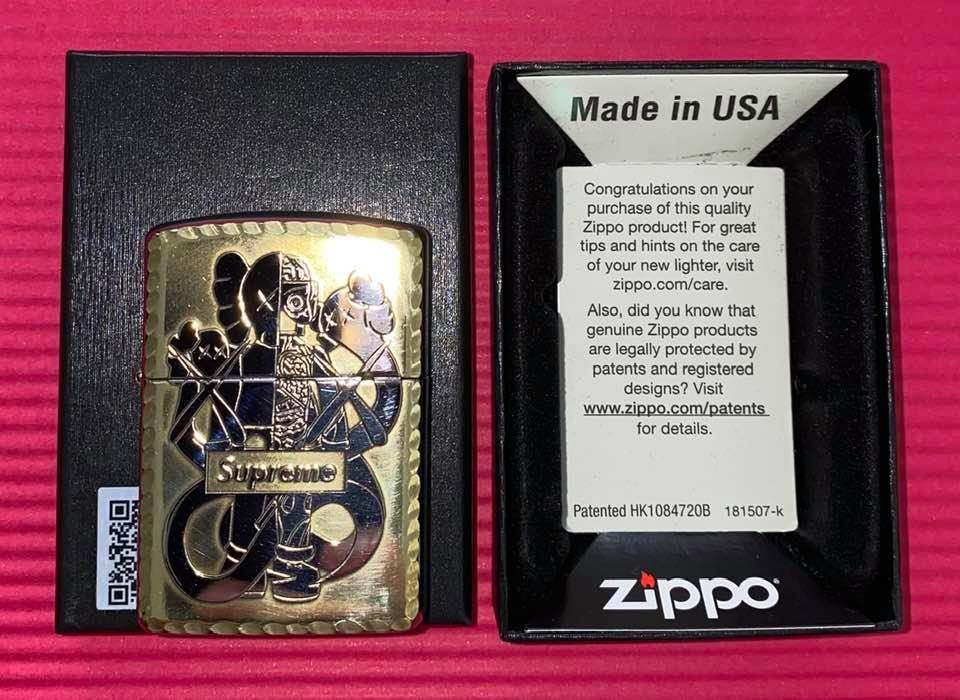 Supreme
Made in USA
Congratulations on your
purchase of this quality
Zippo product! For great
tips and hints on the care
of your new lighter, visit
zippo.com/care.
Also, did you know that
genuine Zippo products
are legally protected by
patents and registered
designs? Visit
www.zippo.com/patents
for details.
Patented HK1084720B 181507-k
zippo